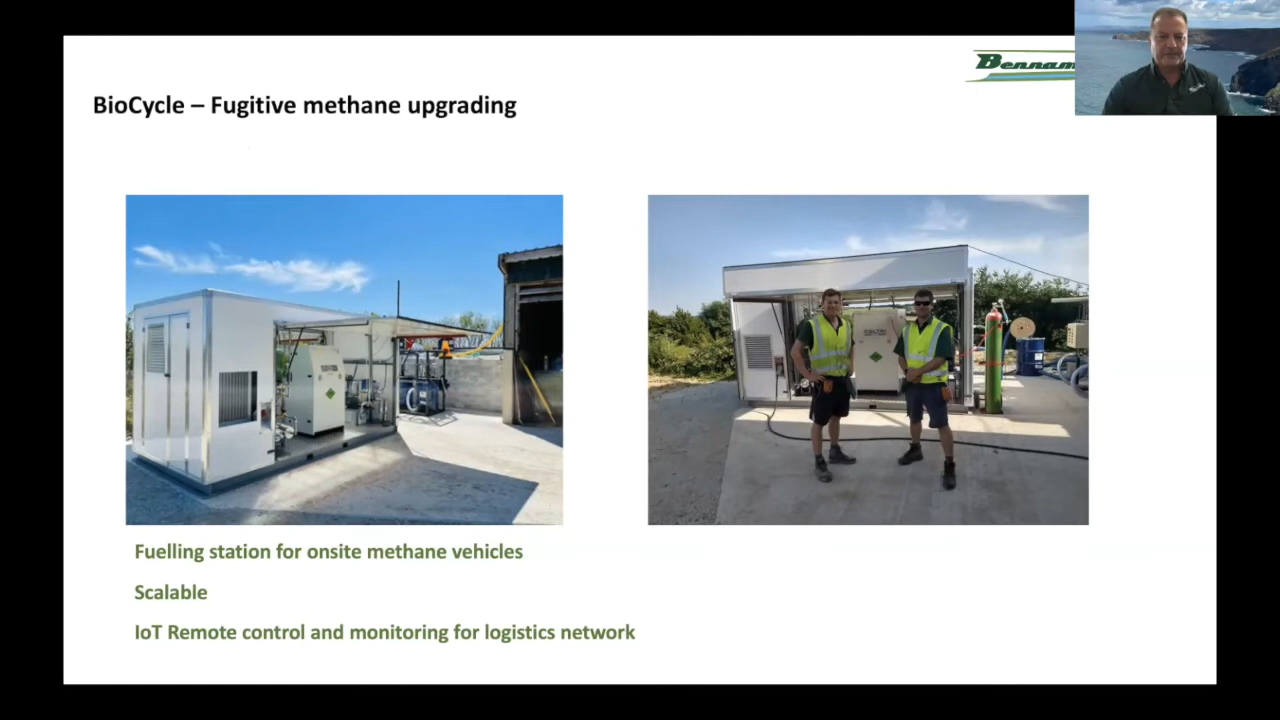 Bennam
BioCycle – Fugitive methane upgrading
Fuelling station for onsite methane vehicles
Scalable
IoT Remote control and monitoring for logistics network